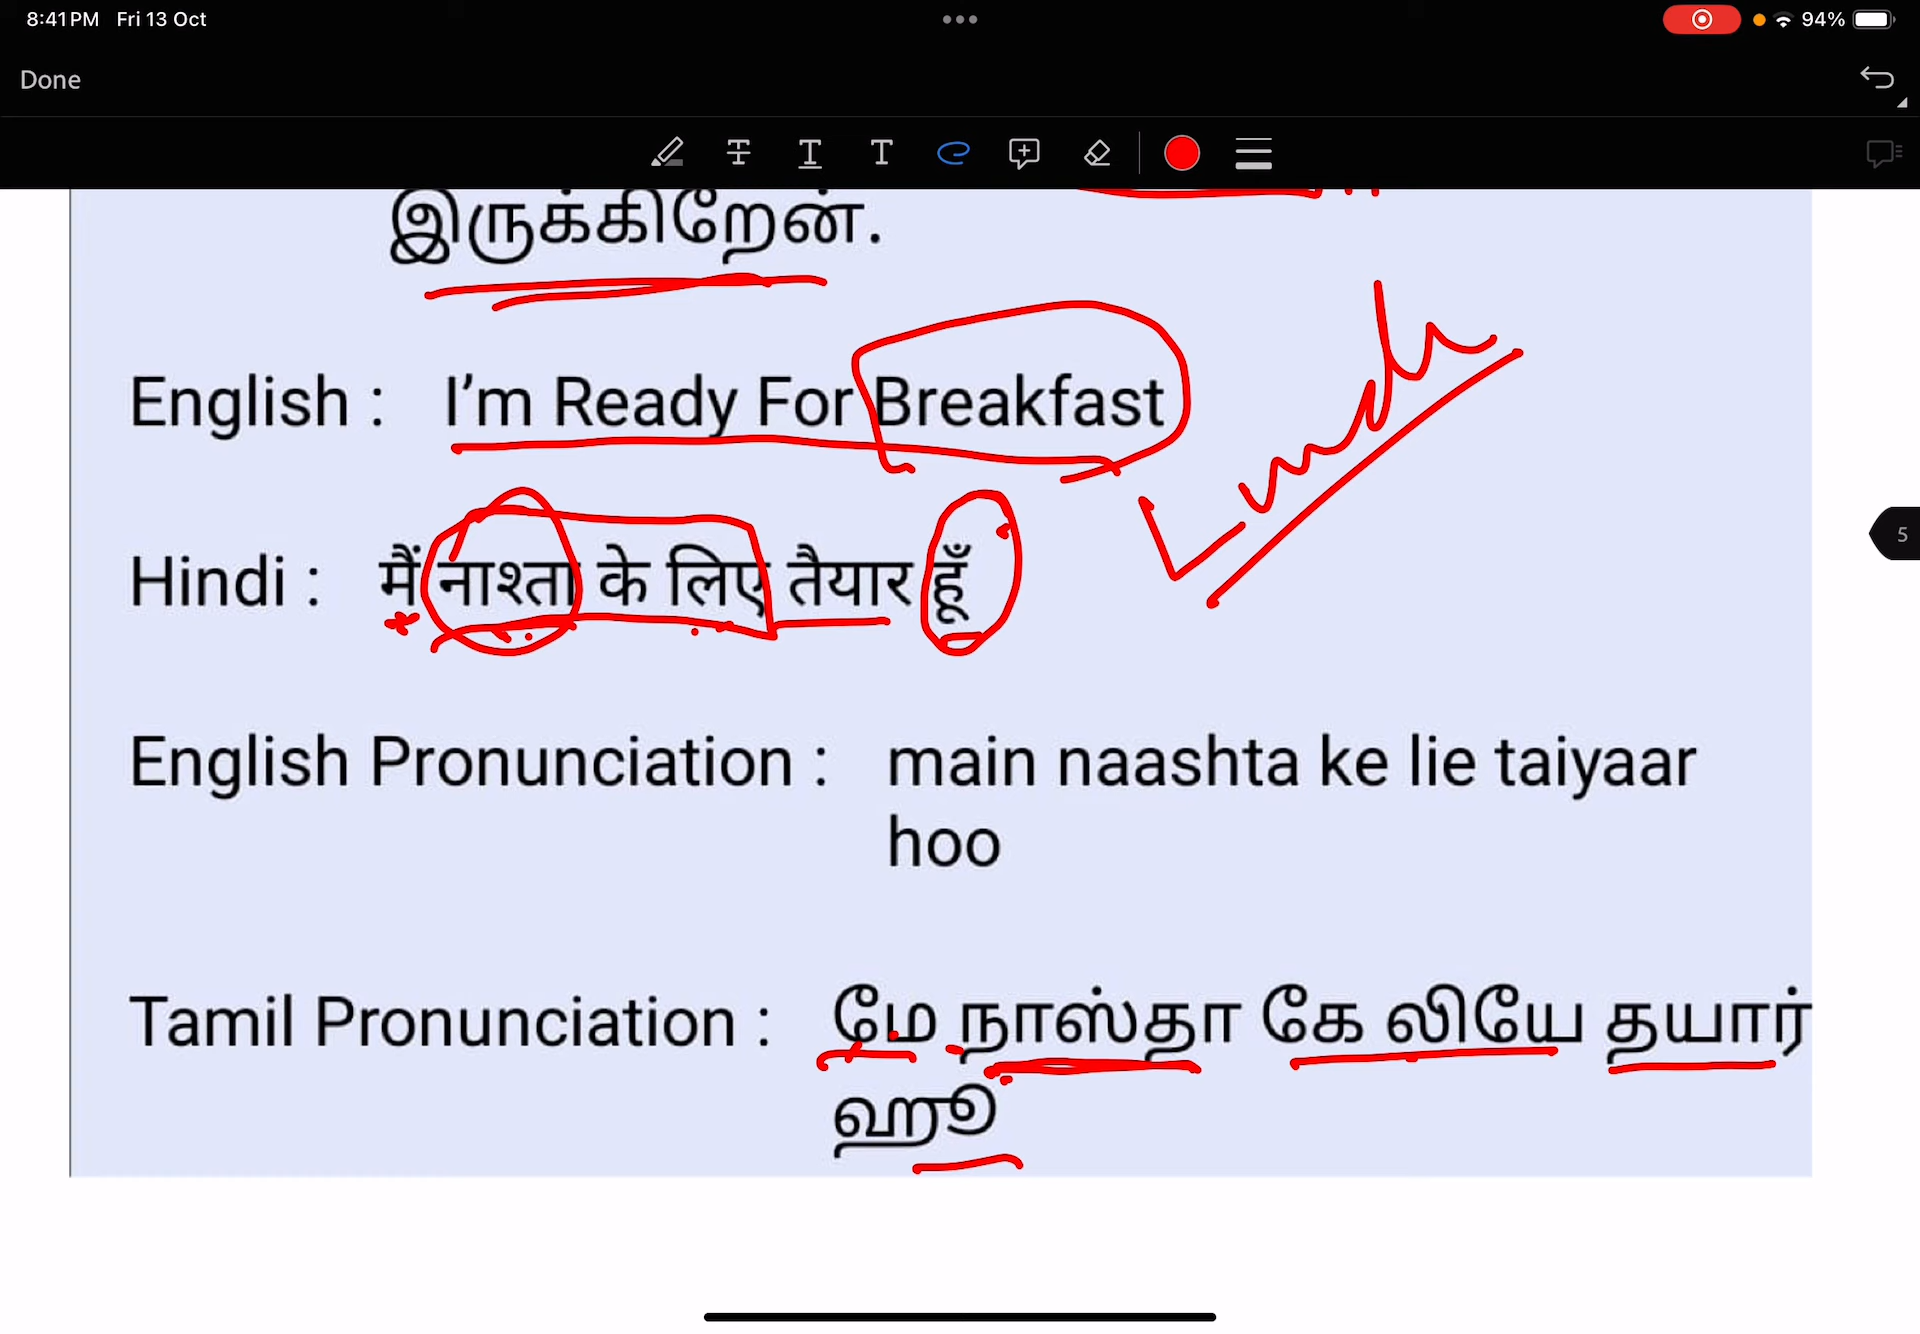 8:41 PM Fri 13 Oct
94%
Done
இருக்கிறேன்.
English : I’m Ready For Breakfast
Lunch
Hindi : मैं नाश्ता के लिए तैयार हूँ
5
English Pronunciation : main naashta ke lie taiyaar
hoo
Tamil Pronunciation : மே நாஸ்தா கே லியே தயார்
ஹூ